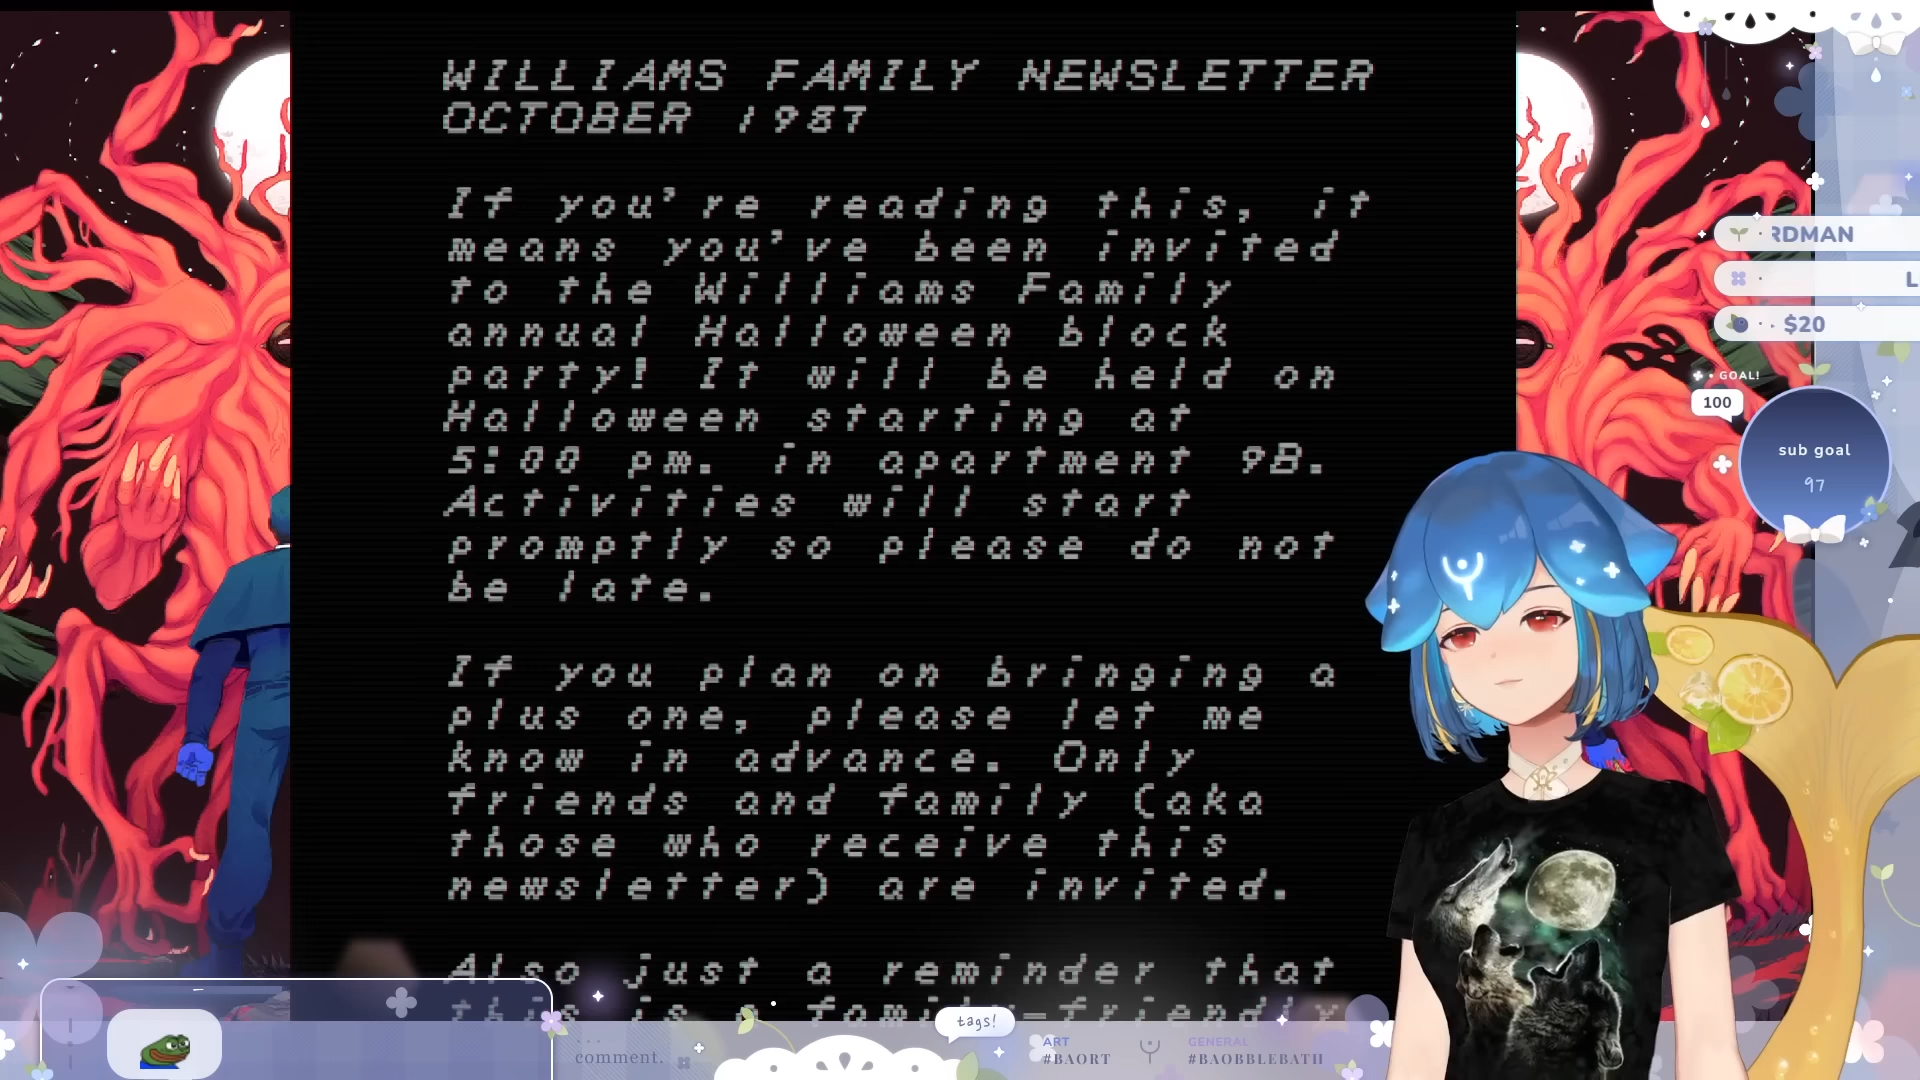 WILLIAMS FAMILY NEWSLETTER
OCTOBER 1987
If you're reading this, it
means you've been invited
to the Williams Family
annual Halloween block
party! It will be held on
Halloween starting at
5:00 pm. in apartment 9B.
Activities will start
promptly so please do not
be late.
If you plan on bringing a
plus one, please let me
know in advance. Only
friends and family (aka
those who receive this
newsletter) are invited.
Also just a reminder that
this is a family-friendly
RDMAN
L
$20
GOAL!
100
sub goal
97
tags!
comment.
ART
#BAORT
GENERAL
#BAOBBLEBATH